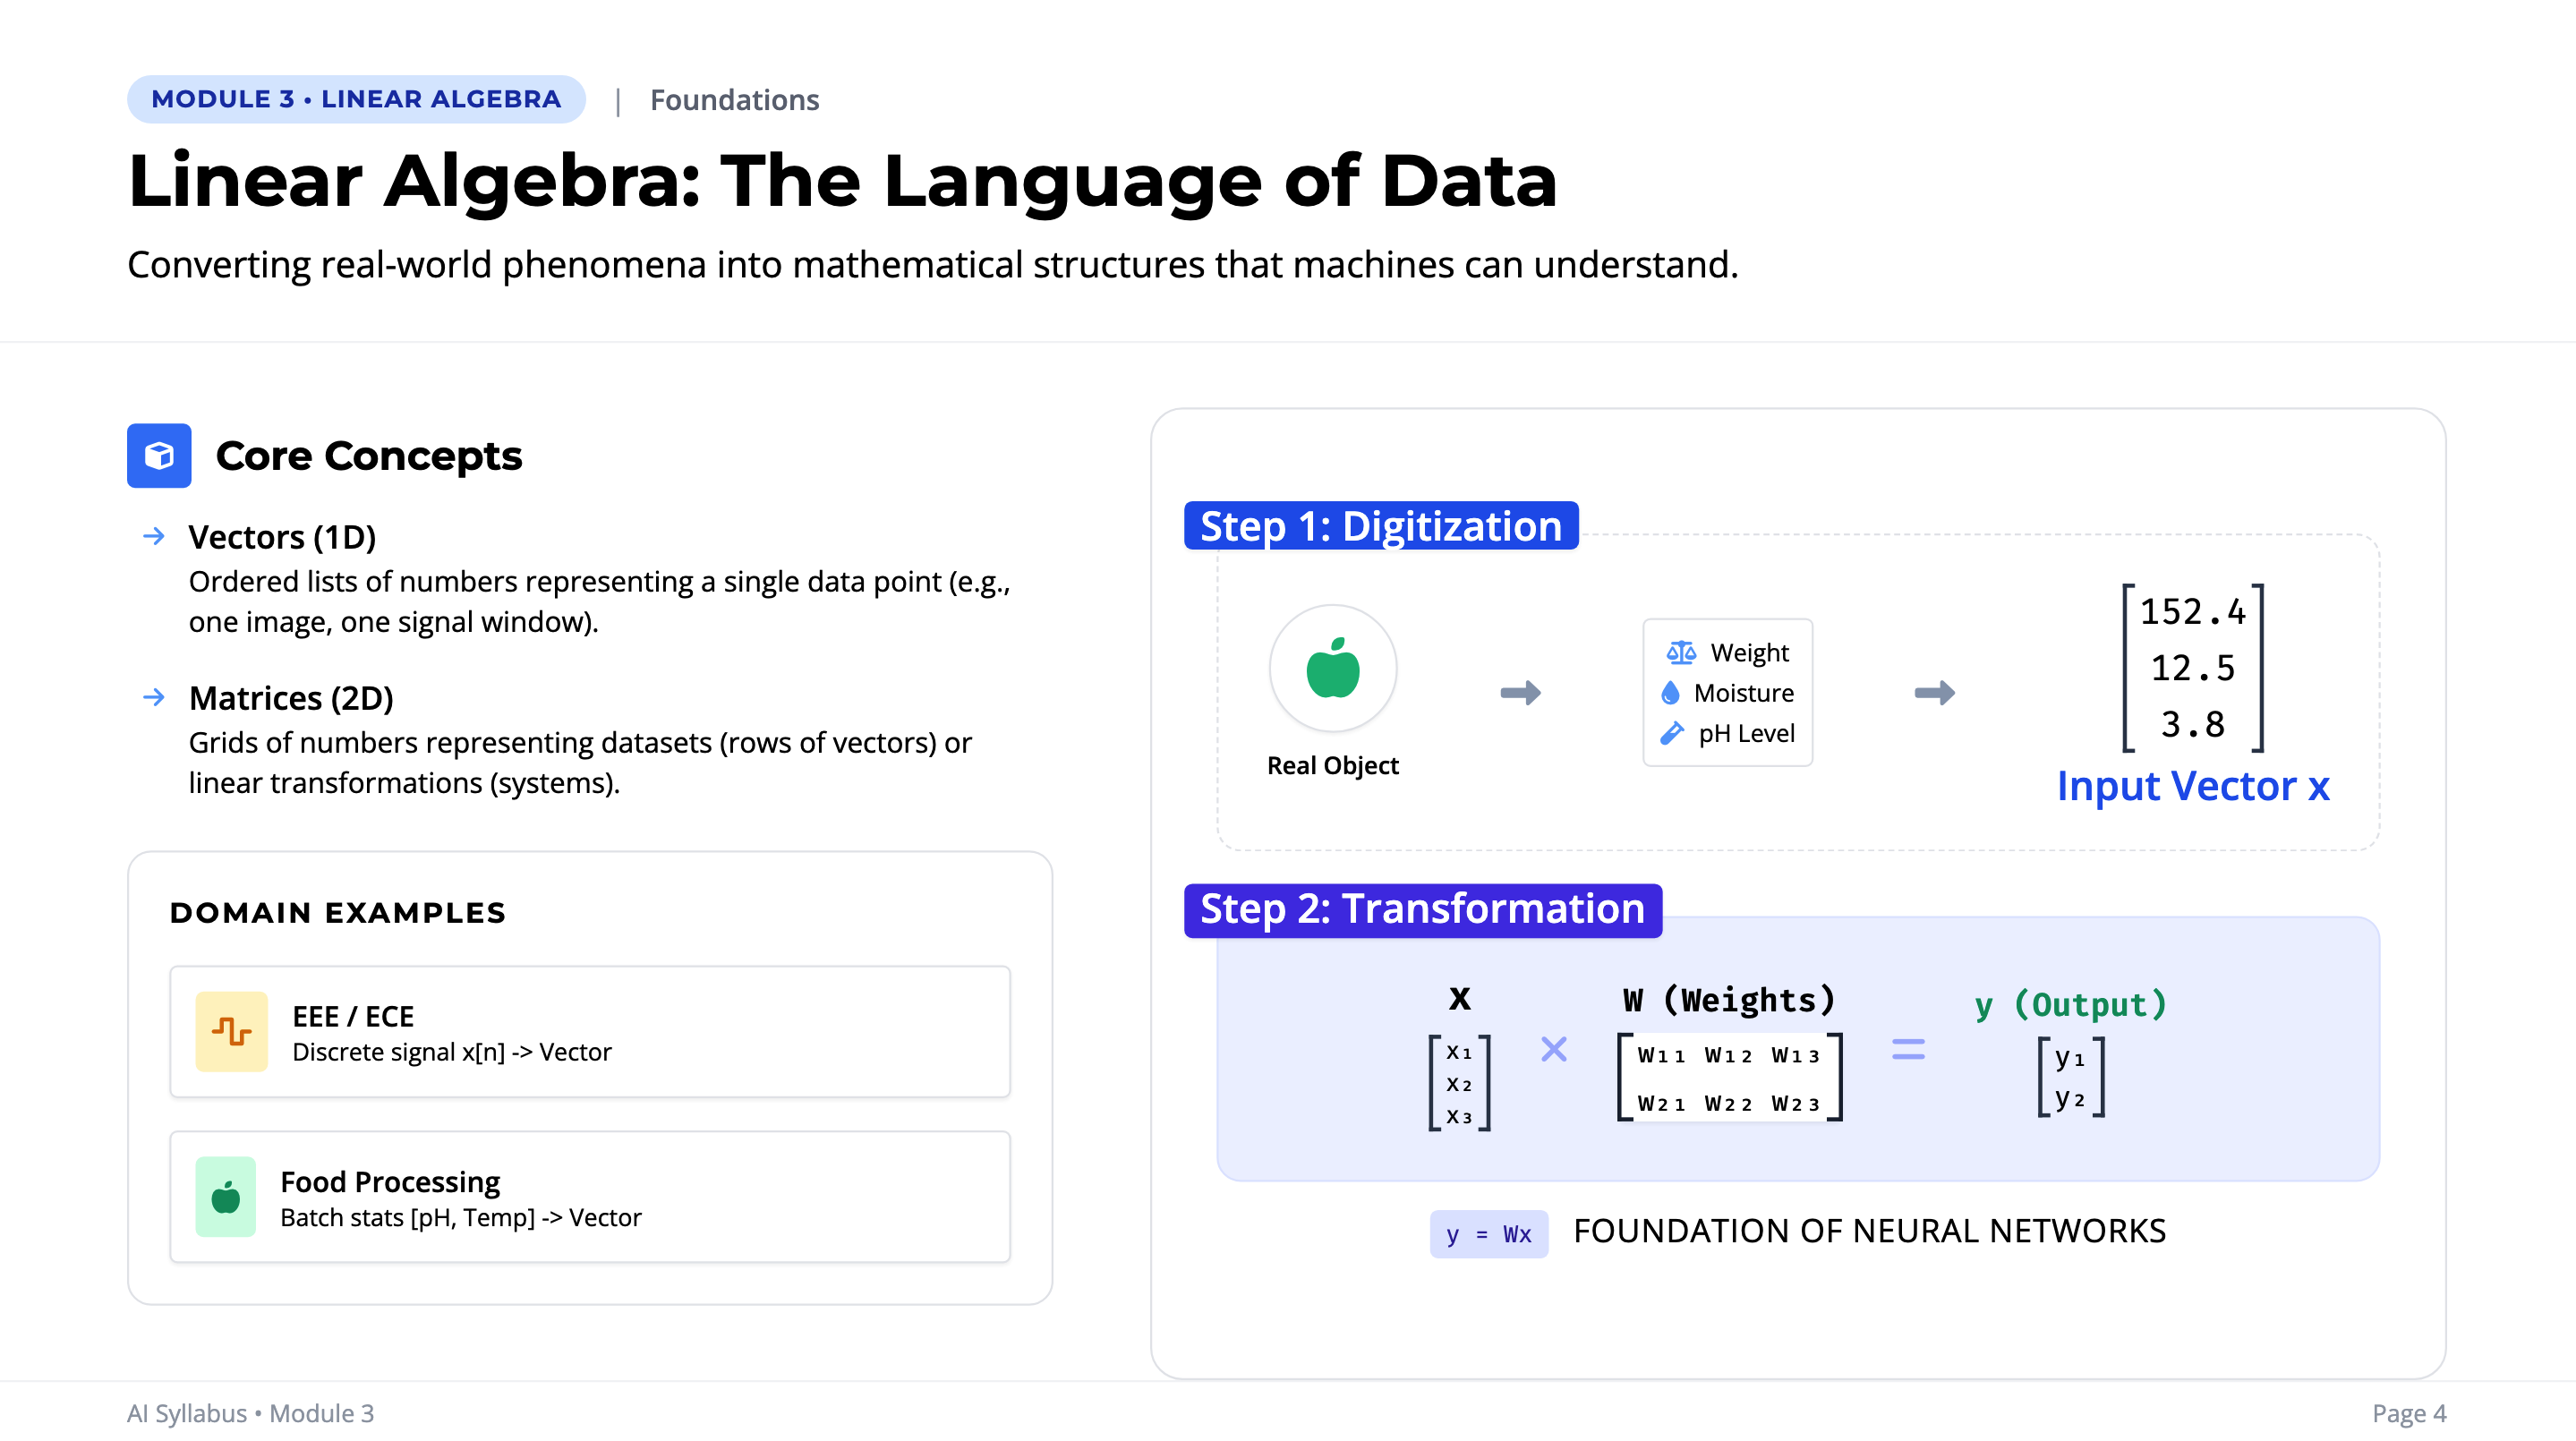 MODULE 3 • LINEAR ALGEBRA | Foundations
Linear Algebra: The Language of Data
Converting real-world phenomena into mathematical structures that machines can understand.
Core Concepts
Vectors (1D)
Ordered lists of numbers representing a single data point (e.g.,
one image, one signal window).
Matrices (2D)
Grids of numbers representing datasets (rows of vectors) or
linear transformations (systems).
DOMAIN EXAMPLES
EEE / ECE
Discrete signal x[n] -> Vector
Food Processing
Batch stats [pH, Temp] -> Vector
Step 1: Digitization
Real Object
Weight
Moisture
pH Level
152.4
12.5
3.8
Input Vector x
Step 2: Transformation
x
x₁
x₂
x₃
×
W (Weights)
W₁₁ W₁₂ W₁₃
W₂₁ W₂₂ W₂₃
=
y (Output)
y₁
y₂
y = Wx FOUNDATION OF NEURAL NETWORKS
AI Syllabus • Module 3
Page 4